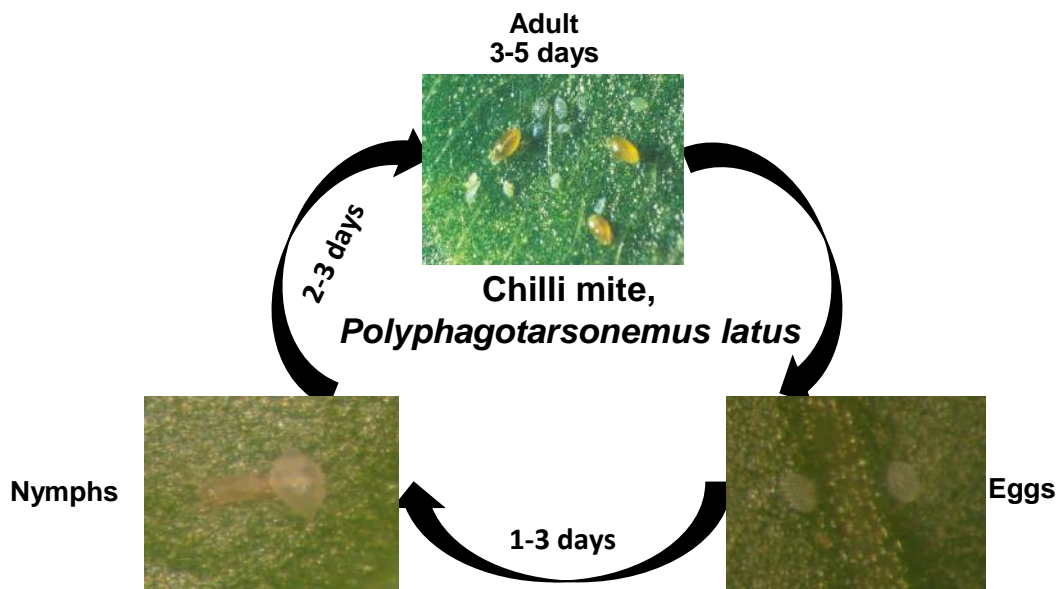 Adult
3-5 days
2-3 days
Chilli mite,
Polyphagotarsonemus latus
Nymphs
Eggs
1-3 days